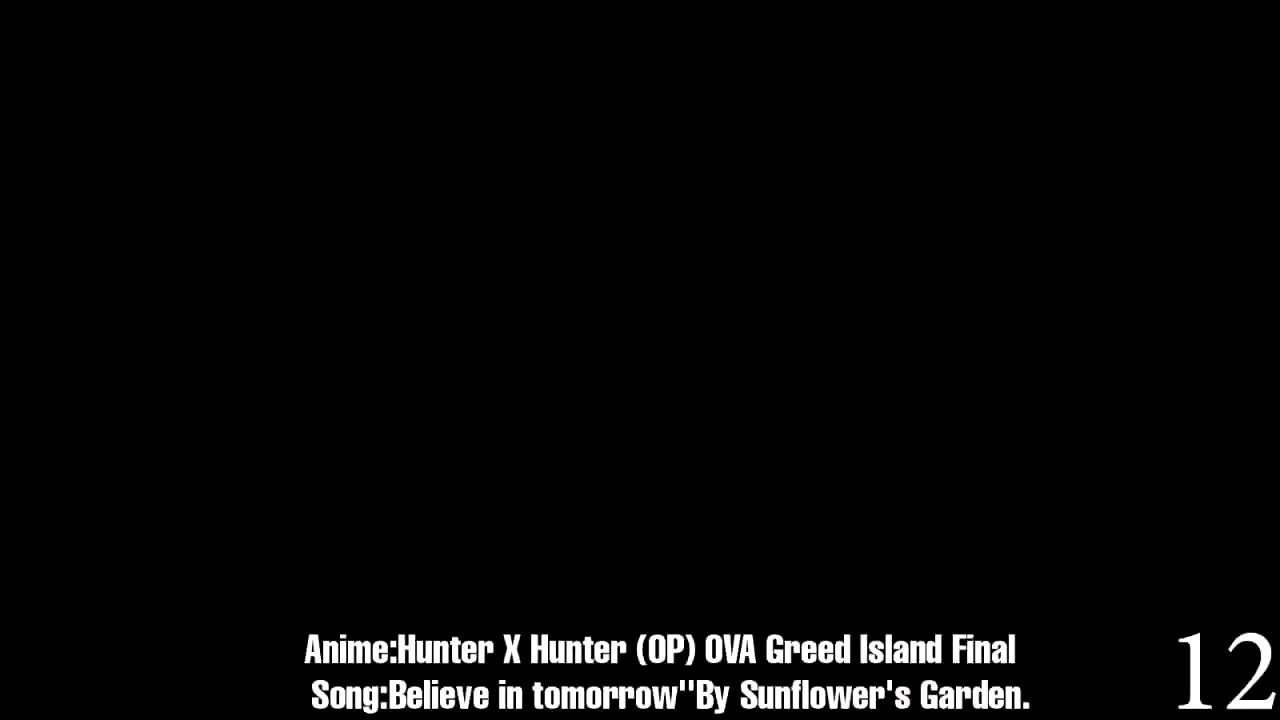 Anime:Hunter X Hunter (OP) OVA Greed Island Final
Song:Believe in tomorrow"By Sunflower's Garden.
12